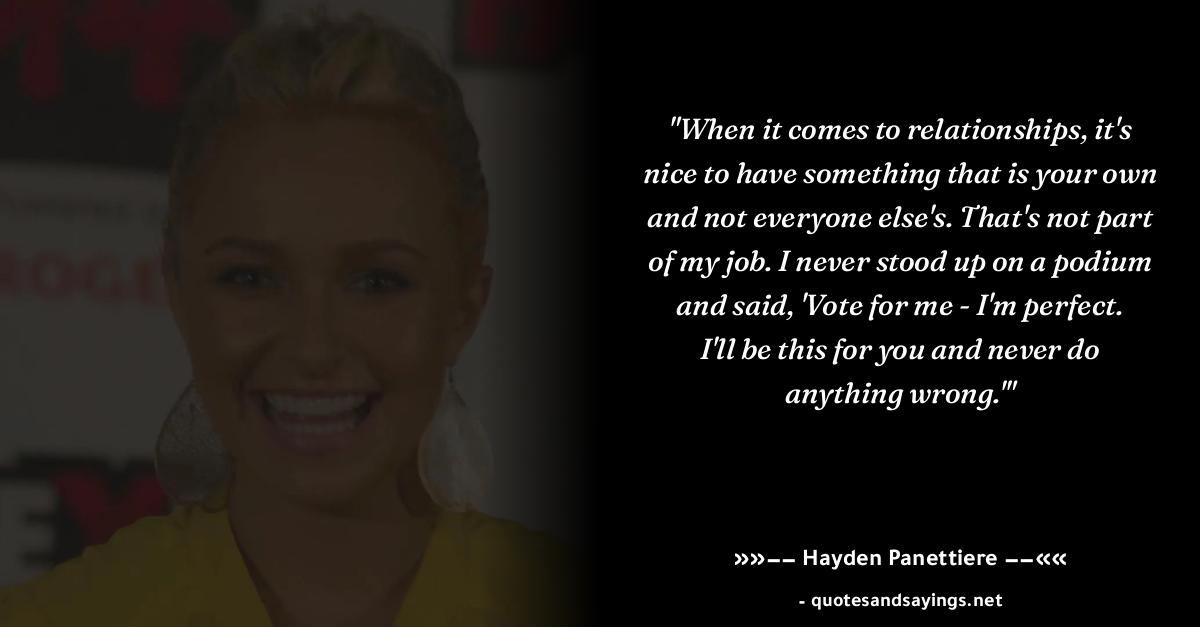 "When it comes to relationships, it's
nice to have something that is your own
and not everyone else's. That's not part
of my job. I never stood up on a podium
and said, 'Vote for me - I'm perfect.
I'll be this for you and never do
anything wrong.'"
»»–– Hayden Panettiere ––««
- quotesandsayings.net